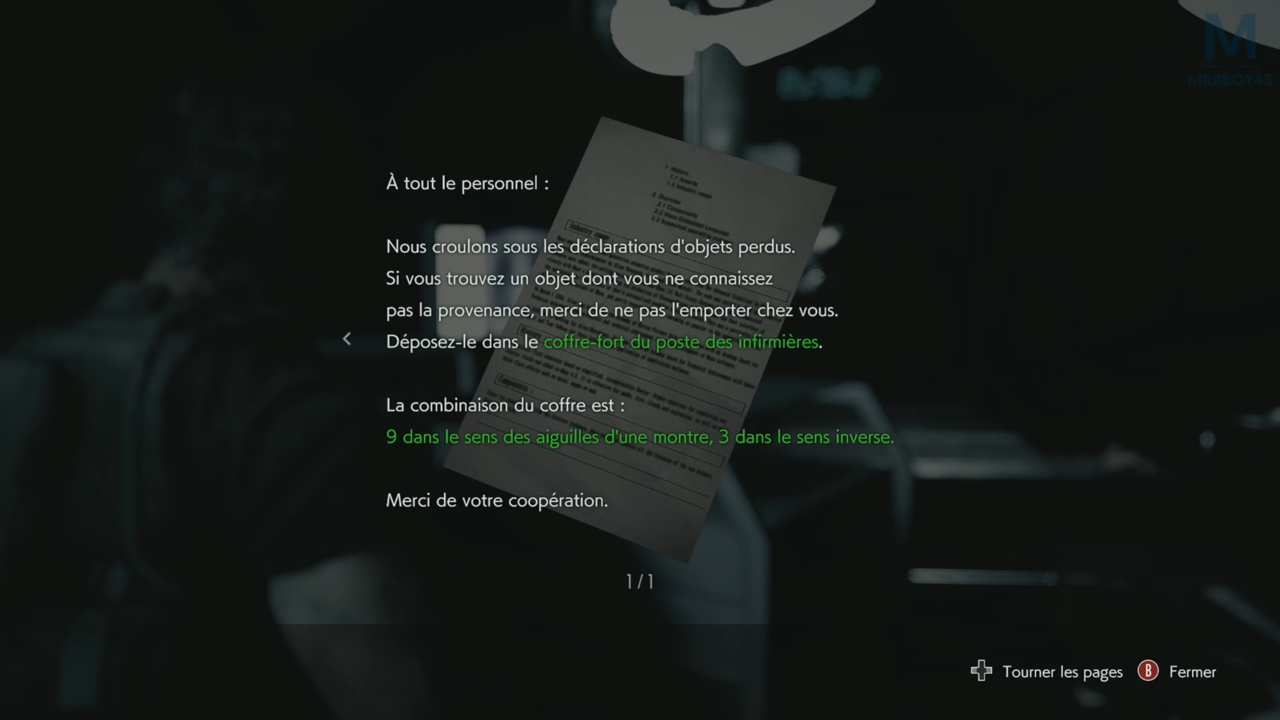 M
MRBBOY45
À tout le personnel :
Nous croulons sous les déclarations d'objets perdus.
Si vous trouvez un objet dont vous ne connaissez
pas la provenance, merci de ne pas l'emporter chez vous.
Déposez-le dans le coffre-fort du poste des infirmières.
La combinaison du coffre est :
9 dans le sens des aiguilles d'une montre, 3 dans le sens inverse.
Merci de votre coopération.
1/1
Tourner les pages B Fermer